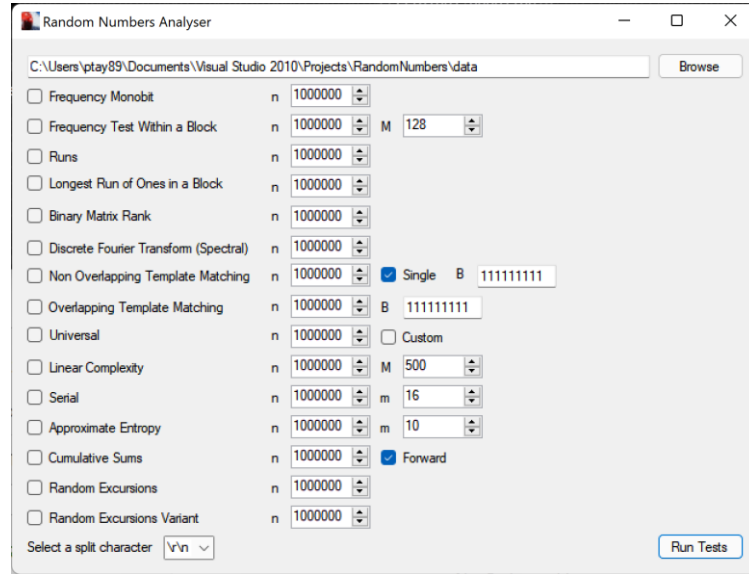 Random Numbers Analyser
C:\Users\ptay89\Documents\Visual Studio 2010\Projects\RandomNumbers\data Browse
Frequency Monobit n 1000000
Frequency Test Within a Block n 1000000 M 128
Runs n 1000000
Longest Run of Ones in a Block n 1000000
Binary Matrix Rank n 1000000
Discrete Fourier Transform (Spectral) n 1000000
Non Overlapping Template Matching n 1000000 Single B 111111111
Overlapping Template Matching n 1000000 B 111111111
Universal n 1000000 Custom
Linear Complexity n 1000000 M 500
Serial n 1000000 m 16
Approximate Entropy n 1000000 m 10
Cumulative Sums n 1000000 Forward
Random Excursions n 1000000
Random Excursions Variant n 1000000
Select a split character \r\n Run Tests